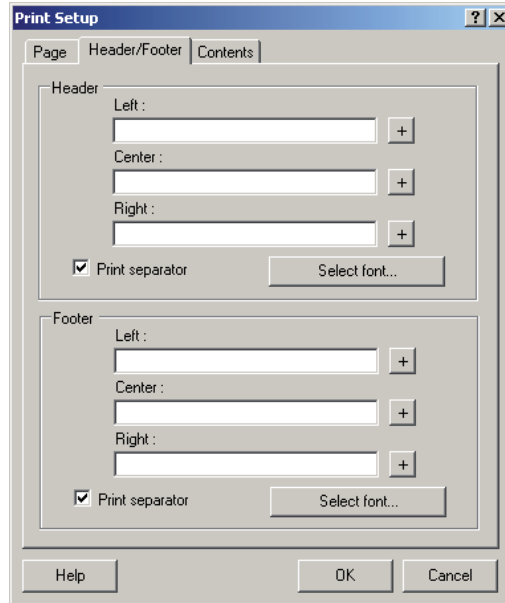 Print Setup
Page Header/Footer Contents
Header
Left :
+
Center :
+
Right :
+
Print separator Select font...
Footer
Left :
+
Center :
+
Right :
+
Print separator Select font...
Help OK Cancel